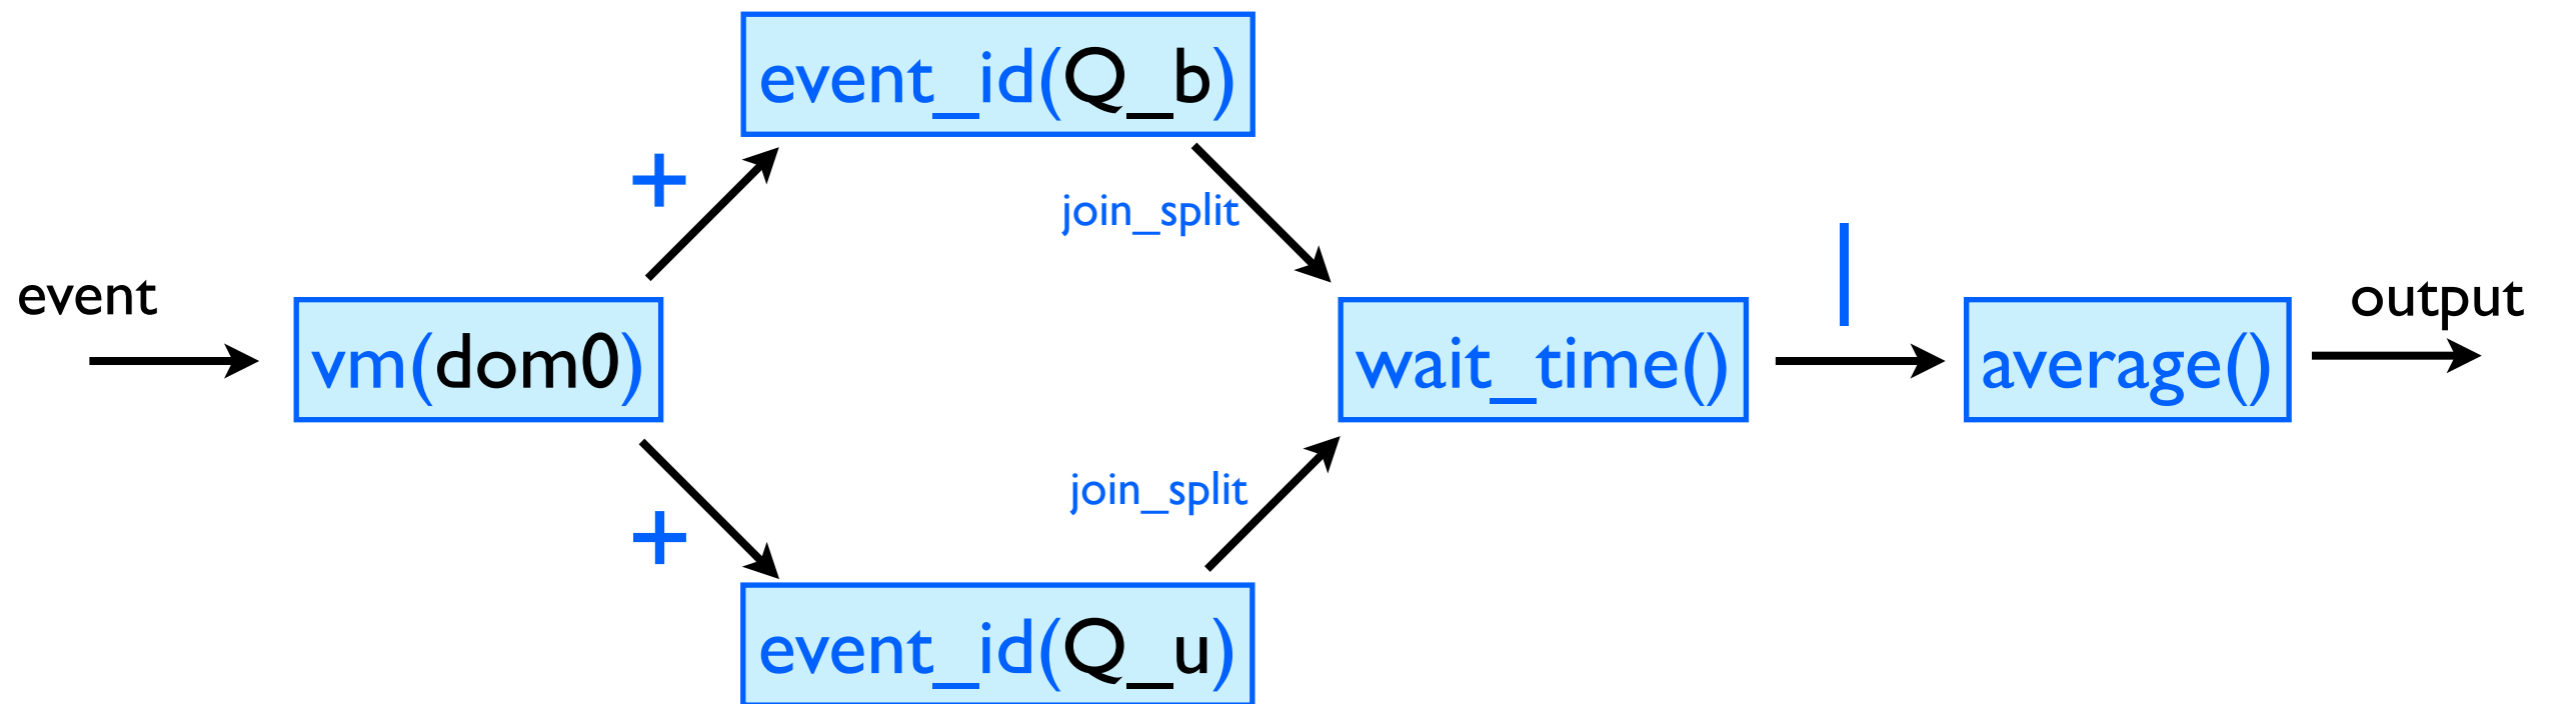 event_id(Q_b)
+
join_split
|
event
output
vm(dom0)
wait_time()
average()
join_split
+
event_id(Q_u)